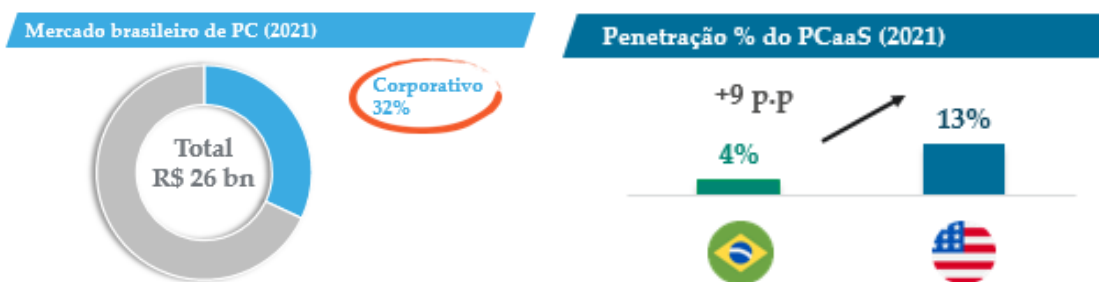 Mercado brasileiro de PC (2021)
Corporativo
32%
Total
R$ 26 bn
Penetração % do PCaaS (2021)
+9 p.p
13%
4%